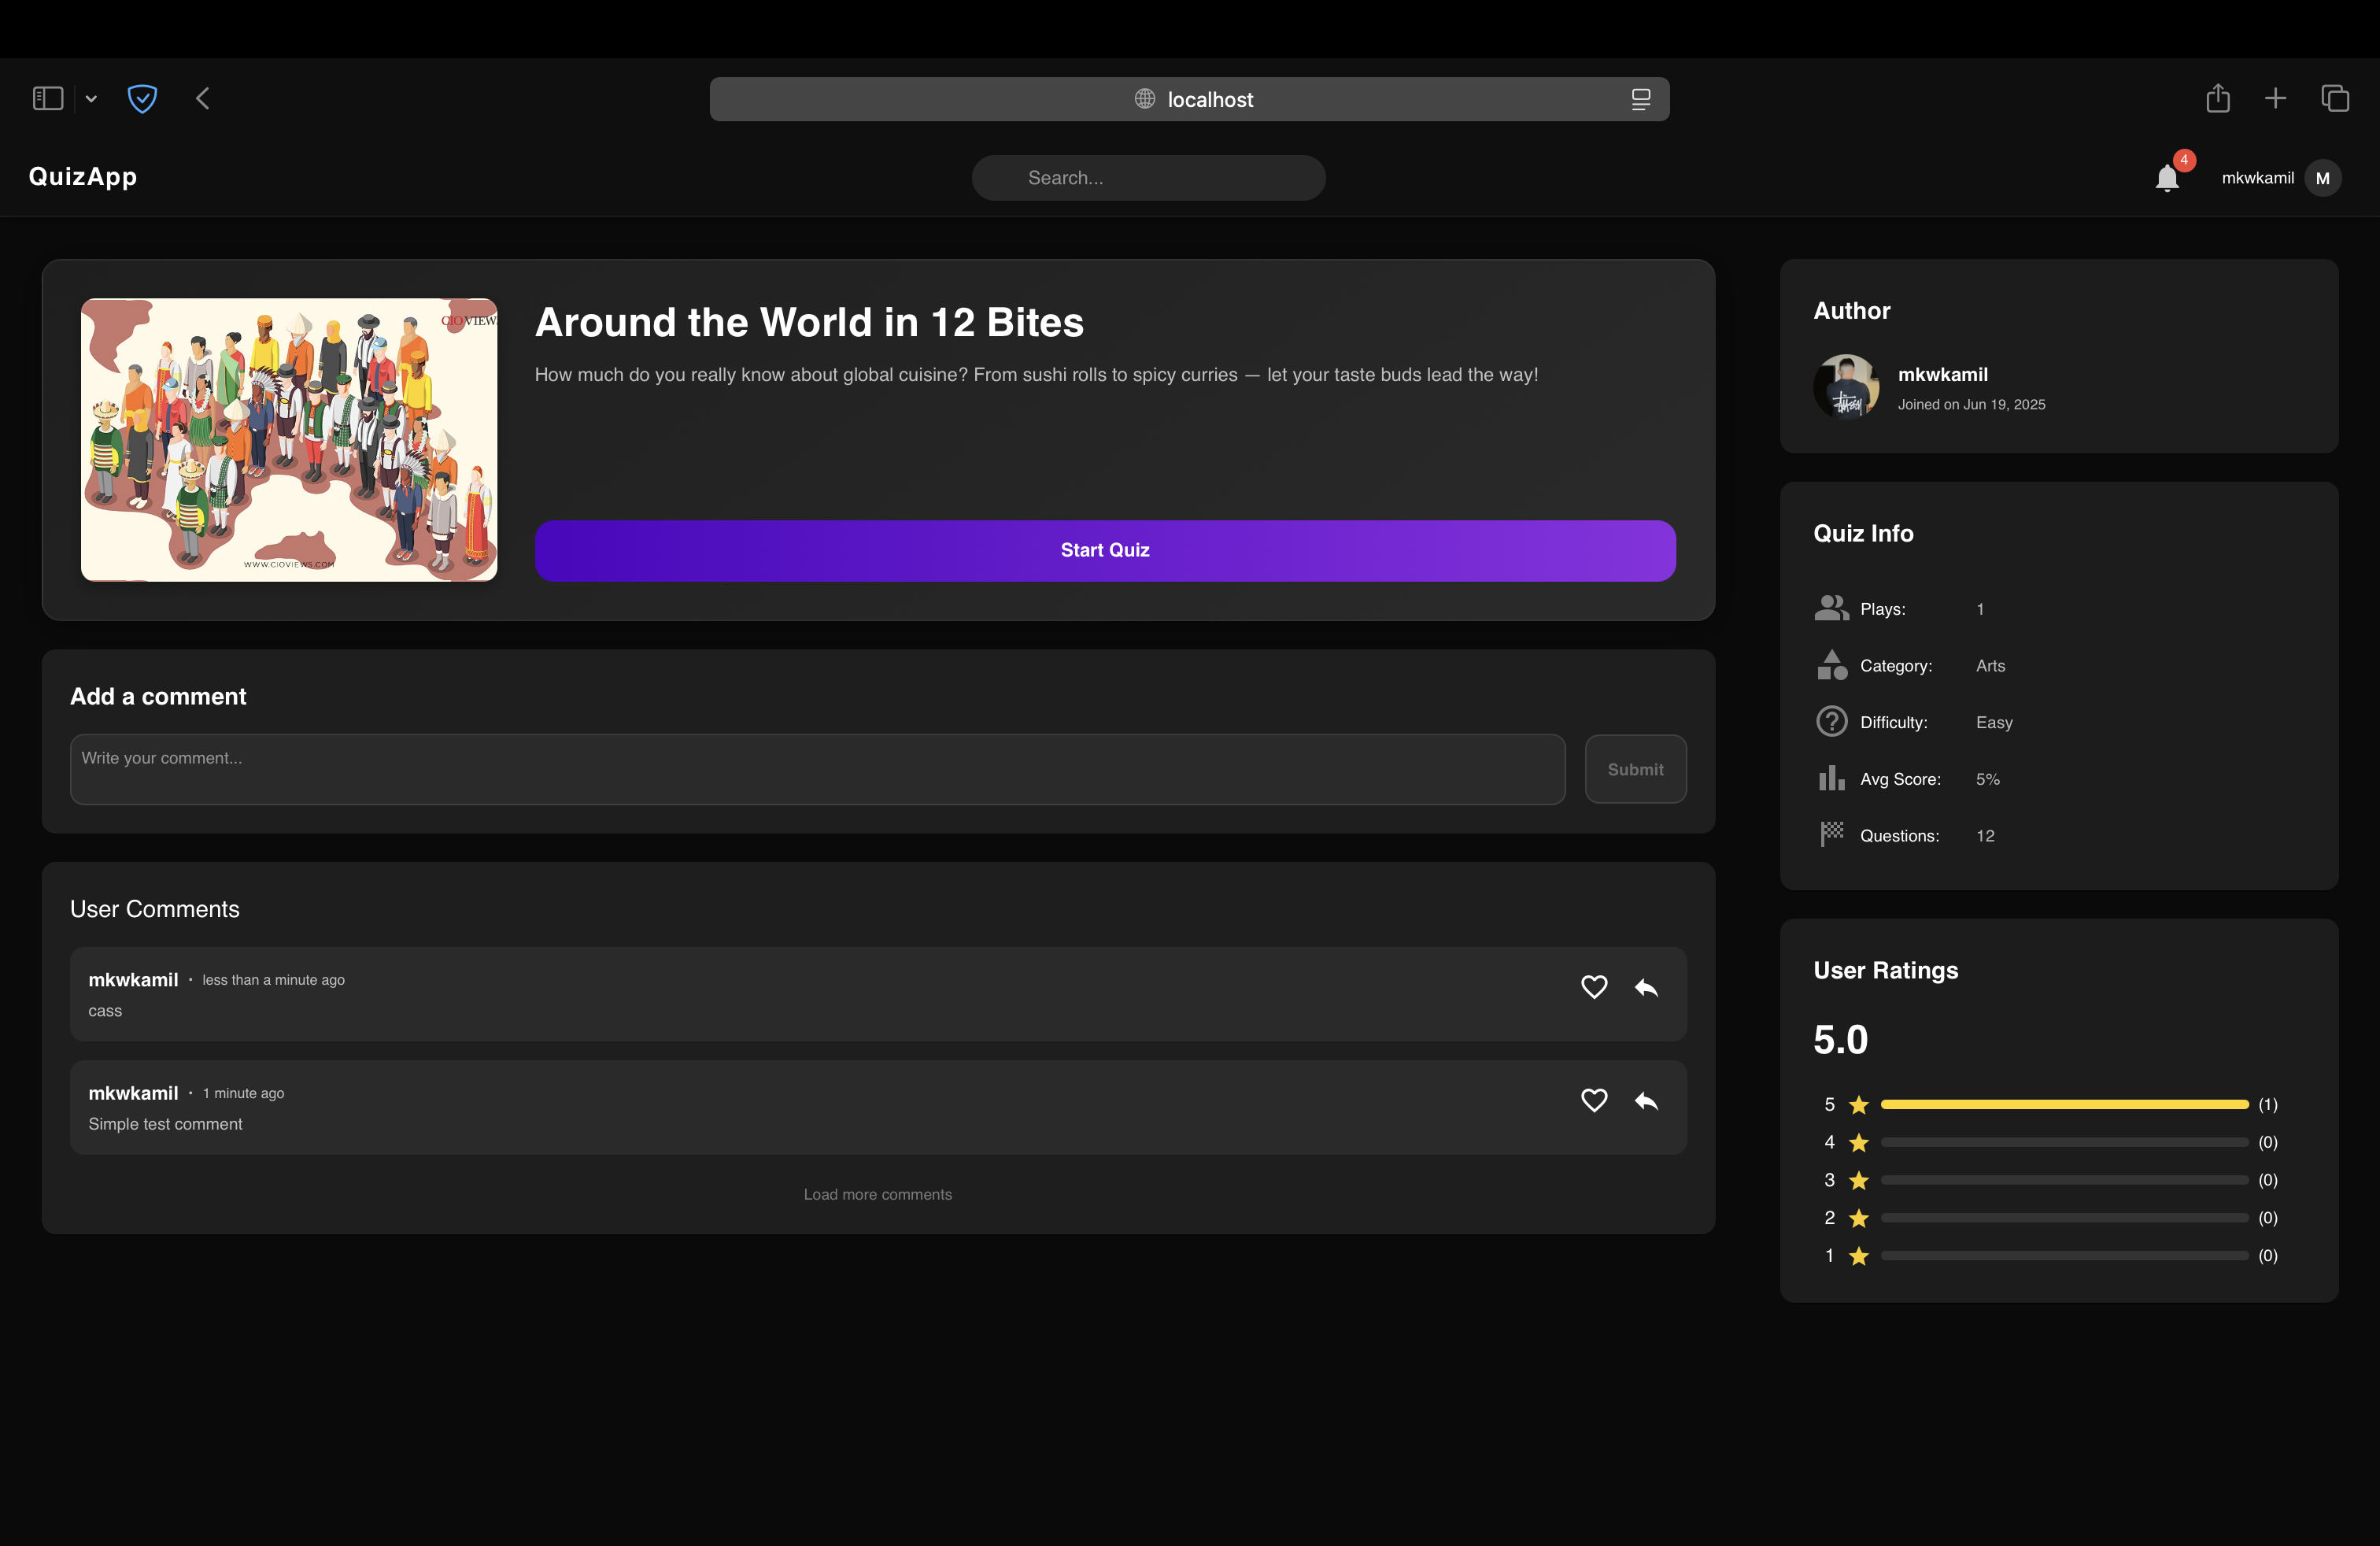 localhost
QuizApp
Search...
4
mkwkamil
M
CIOVIEWS
WWW.CIOVIEWS.COM
Around the World in 12 Bites
How much do you really know about global cuisine? From sushi rolls to spicy curries — let your taste buds lead the way!
Start Quiz
Add a comment
Write your comment...
Submit
User Comments
mkwkamil • less than a minute ago
cass
mkwkamil • 1 minute ago
Simple test comment
Load more comments
Author
mkwkamil
Joined on Jun 19, 2025
Quiz Info
Plays: 1
Category: Arts
Difficulty: Easy
Avg Score: 5%
Questions: 12
User Ratings
5.0
5 (1)
4 (0)
3 (0)
2 (0)
1 (0)